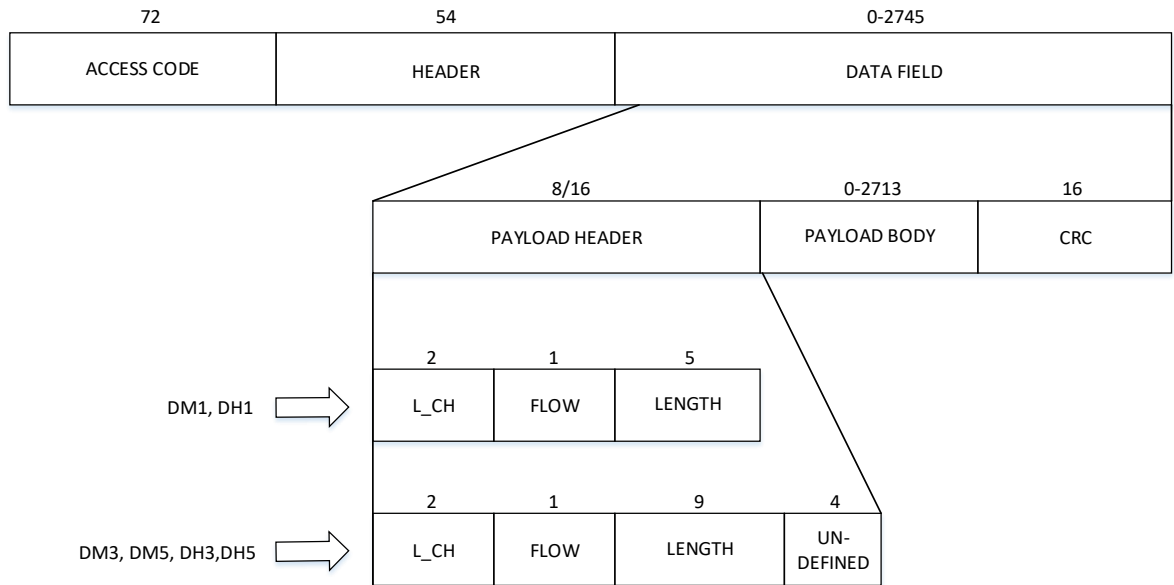 72 54 0-2745
ACCESS CODE HEADER DATA FIELD
8/16 0-2713 16
PAYLOAD HEADER PAYLOAD BODY CRC
2 1 5
DM1, DH1 L_CH FLOW LENGTH
2 1 9 4
DM3, DM5, DH3,DH5 L_CH FLOW LENGTH UN-
DEFINED